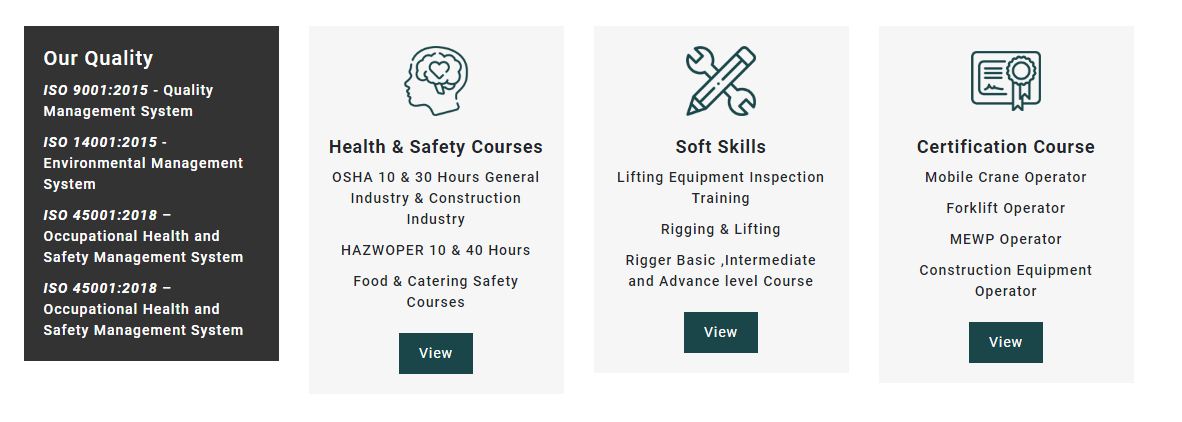 Our Quality
ISO 9001:2015 - Quality
Management System
ISO 14001:2015 -
Environmental Management
System
ISO 45001:2018 –
Occupational Health and
Safety Management System
ISO 45001:2018 –
Occupational Health and
Safety Management System
Health & Safety Courses
OSHA 10 & 30 Hours General
Industry & Construction
Industry
HAZWOPER 10 & 40 Hours
Food & Catering Safety
Courses
View
Soft Skills
Lifting Equipment Inspection
Training
Rigging & Lifting
Rigger Basic ,Intermediate
and Advance level Course
View
Certification Course
Mobile Crane Operator
Forklift Operator
MEWP Operator
Construction Equipment
Operator
View